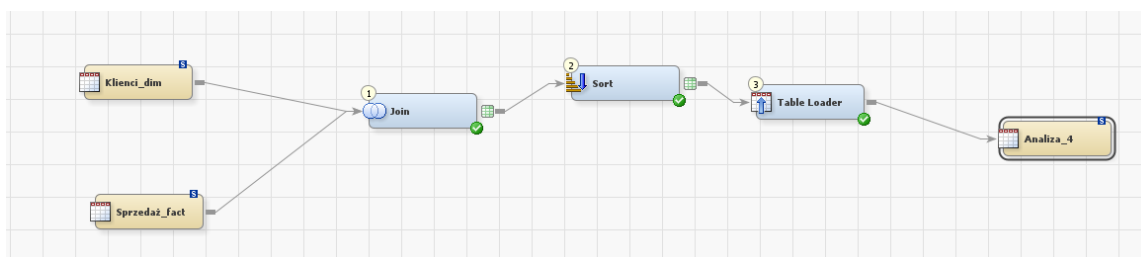 S
Klienci_dim
1
Join
2
Sort
3
Table Loader
S
Analiza_4
S
Sprzedaż_fact